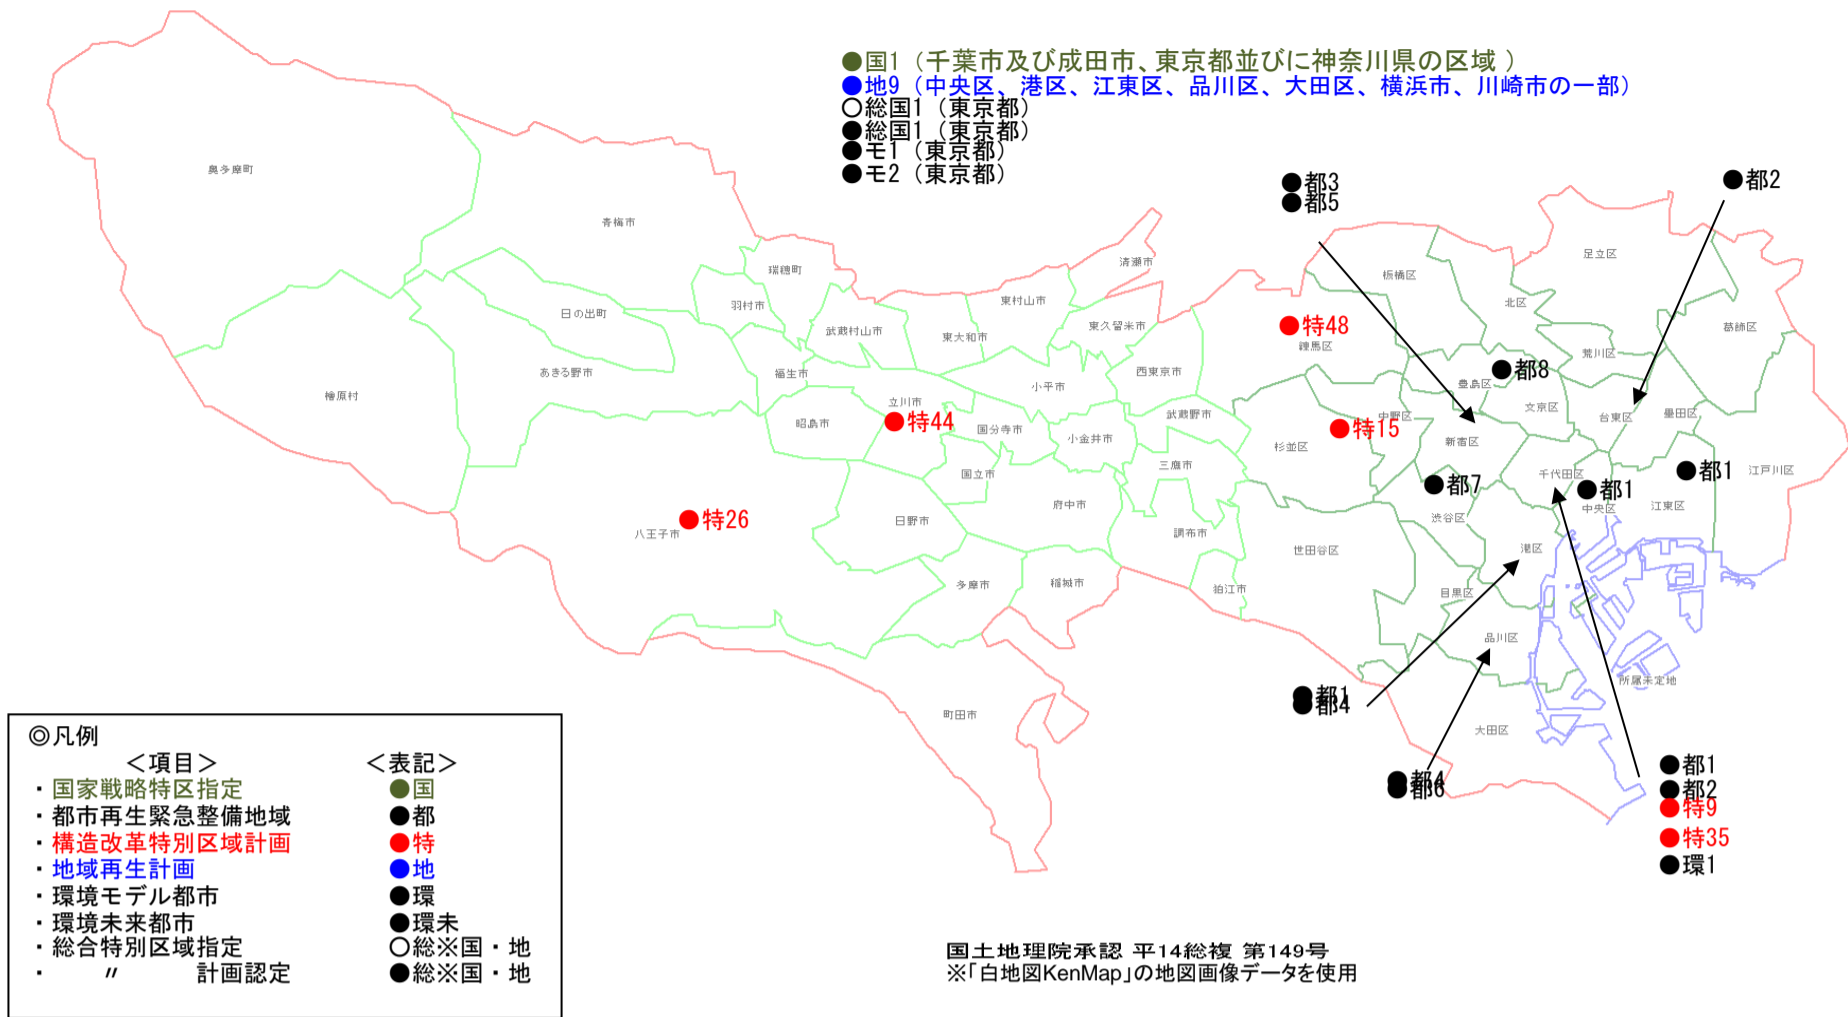 ●国1（千葉市及び成田市、東京都並びに神奈川県の区域 ）
●地9（中央区、港区、江東区、品川区、大田区、横浜市、川崎市の一部）
○総国1（東京都）
●総国1（東京都）
●モ1（東京都）
●モ2（東京都）
●都3
●都5
●都2
奥多摩町
青梅市
瑞穂町
羽村市
日の出町
武蔵村山市
東大和市
東村山市
清瀬市
東久留米市
板橋区
北区
足立区
葛飾区
●特48
練馬区
荒川区
あきる野市
福生市
西東京市
●都8
豊島区
檜原村
立川市
小平市
文京区
台東区
墨田区
昭島市
●特44
国分寺市
小金井市
武蔵野市
中野区
●特15
杉並区
新宿区
国立市
三鷹市
千代田区
●都1
江戸川区
●都7
●都1
府中市
中央区
江東区
●特26
八王子市
日野市
調布市
渋谷区
世田谷区
港区
多摩市
稲城市
狛江市
目黒区
品川区
所属未定地
●都1
●都4
町田市
大田区
●都4
●都6
●都1
●都2
●特9
●特35
●環1
◎凡例
＜項目＞ ＜表記＞
・国家戦略特区指定 ●国
・都市再生緊急整備地域 ●都
・構造改革特別区域計画 ●特
・地域再生計画 ●地
・環境モデル都市 ●環
・環境未来都市 ●環未
・総合特別区域指定 ○総※国・地
・ 〃 計画認定 ●総※国・地
国土地理院承認 平14総複 第149号
※「白地図KenMap」の地図画像データを使用